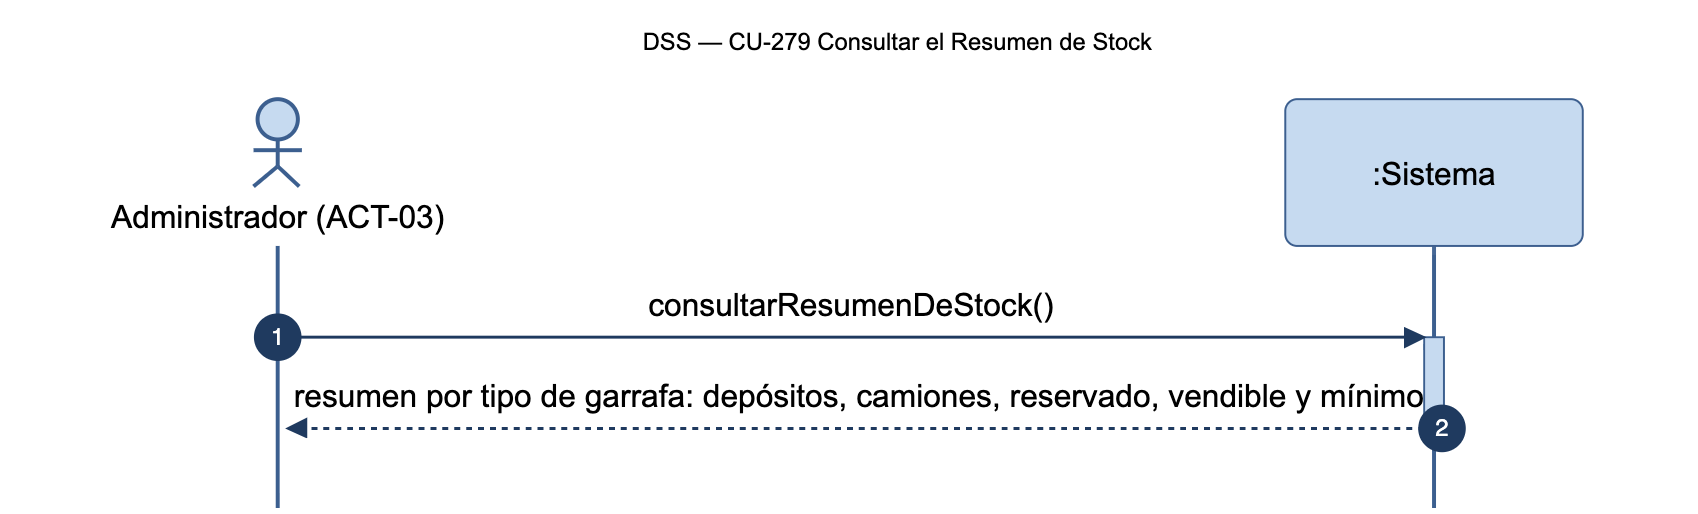 DSS — CU-279 Consultar el Resumen de Stock
:Sistema
Administrador (ACT-03)
consultarResumenDeStock()
1
resumen por tipo de garrafa: depósitos, camiones, reservado, vendible y mínimo
2